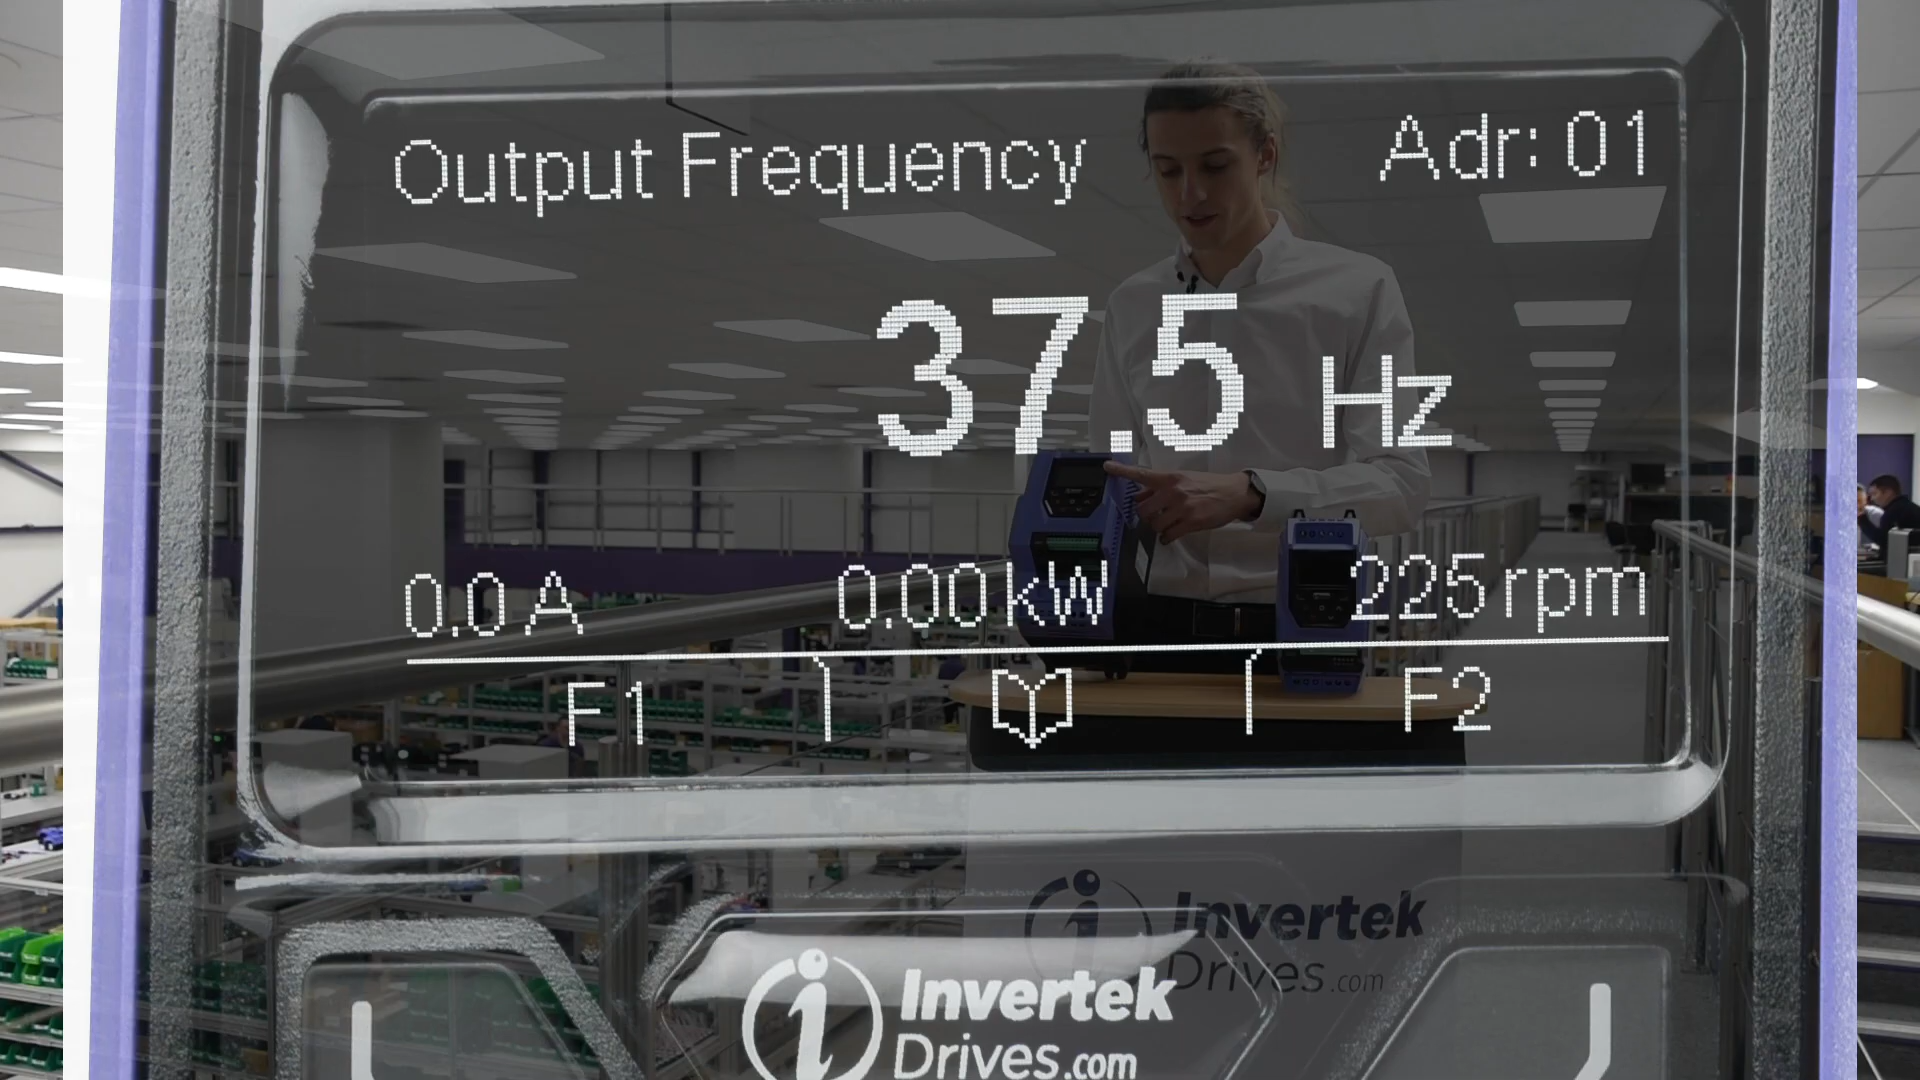 Output Frequency Adr: 01
37.5 Hz
0.0 A 0.00 kW 225 rpm
F1 F2
Invertek
Drives.com
Invertek
Drives.com